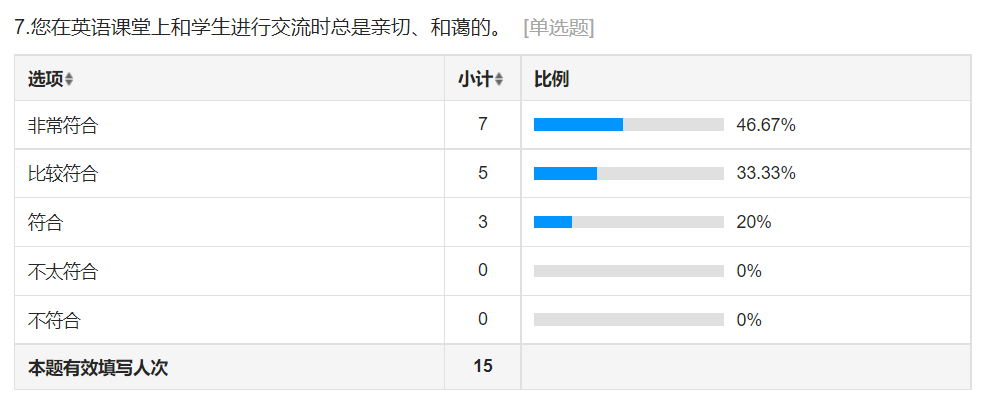 7.您在英语课堂上和学生进行交流时总是亲切、和蔼的。 [单选题]
选项 小计 比例
非常符合 7 46.67%
比较符合 5 33.33%
符合 3 20%
不太符合 0 0%
不符合 0 0%
本题有效填写人次 15